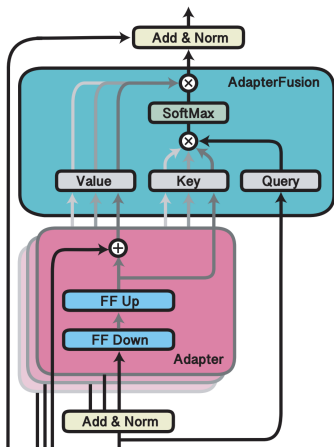 Add & Norm
AdapterFusion
SoftMax
Value
Key
Query
FF Up
FF Down
Adapter
Add & Norm